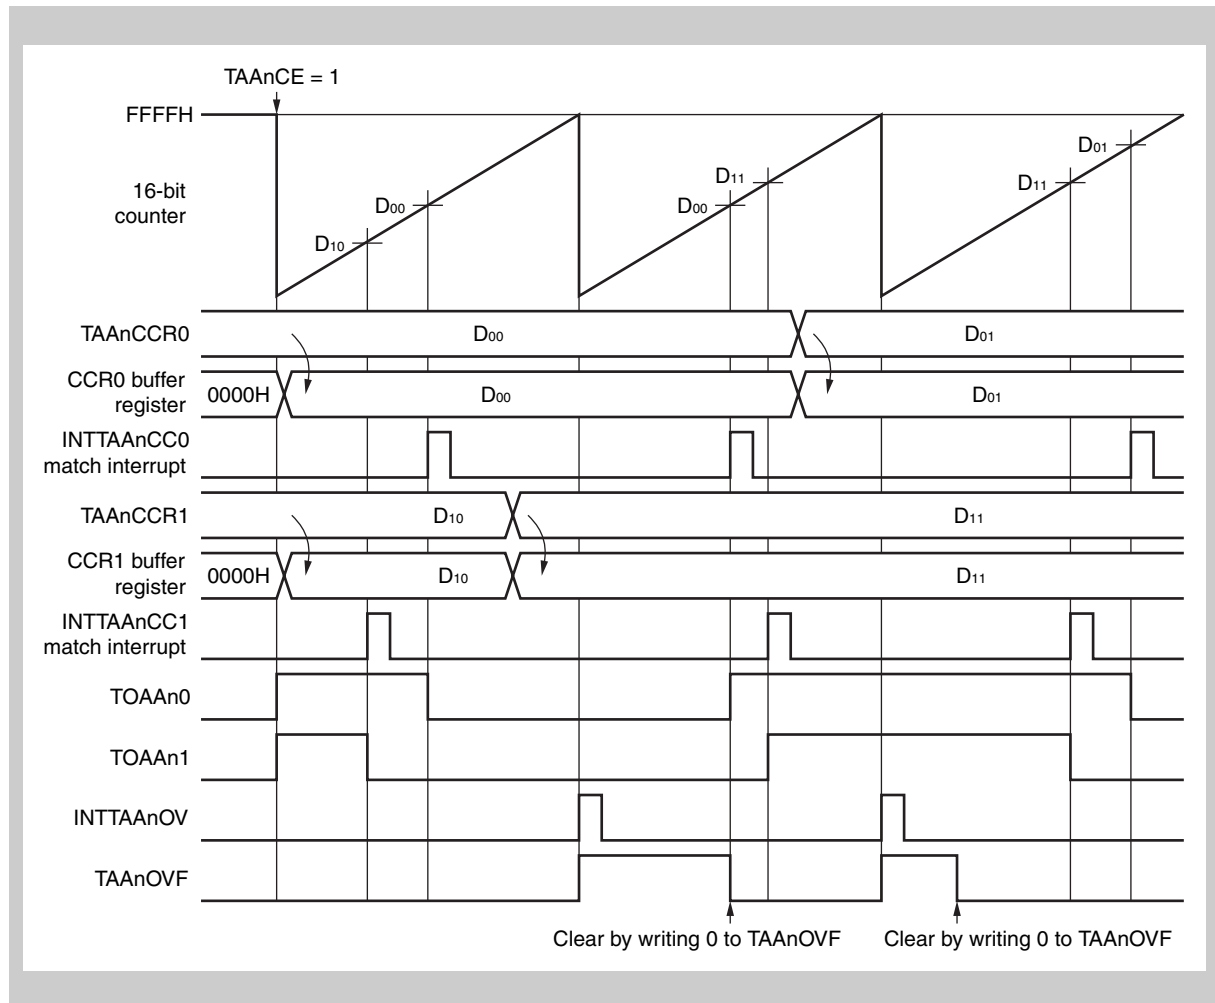 TAAnCE = 1
FFFFH
16-bit
counter
D10
D00
D11
D00
D11
D01
TAAnCCR0
D00
D01
CCR0 buffer
register
0000H
D00
D01
INTTAAnCC0
match interrupt
TAAnCCR1
D10
D11
CCR1 buffer
register
0000H
D10
D11
INTTAAnCC1
match interrupt
TOAAn0
TOAAn1
INTTAAnOV
TAAnOVF
Clear by writing 0 to TAAnOVF
Clear by writing 0 to TAAnOVF